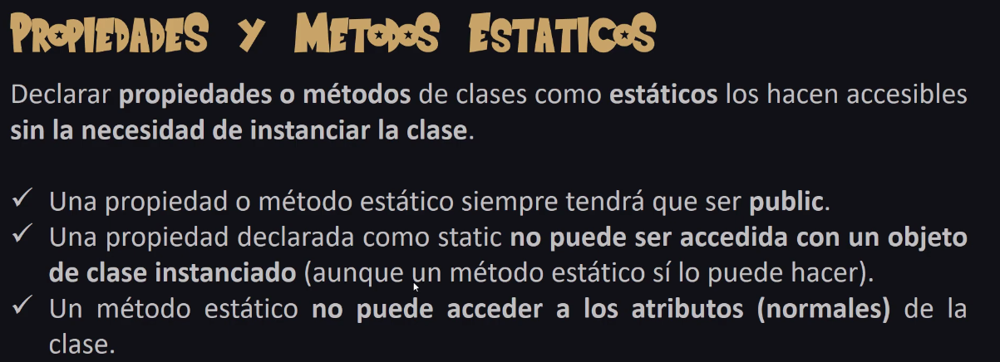 PROPIEDADES Y METODOS ESTATICOS
Declarar propiedades o métodos de clases como estáticos los hacen accesibles
sin la necesidad de instanciar la clase.
✓ Una propiedad o método estático siempre tendrá que ser public.
✓ Una propiedad declarada como static no puede ser accedida con un objeto
de clase instanciado (aunque un método estático sí lo puede hacer).
✓ Un método estático no puede acceder a los atributos (normales) de la
clase.